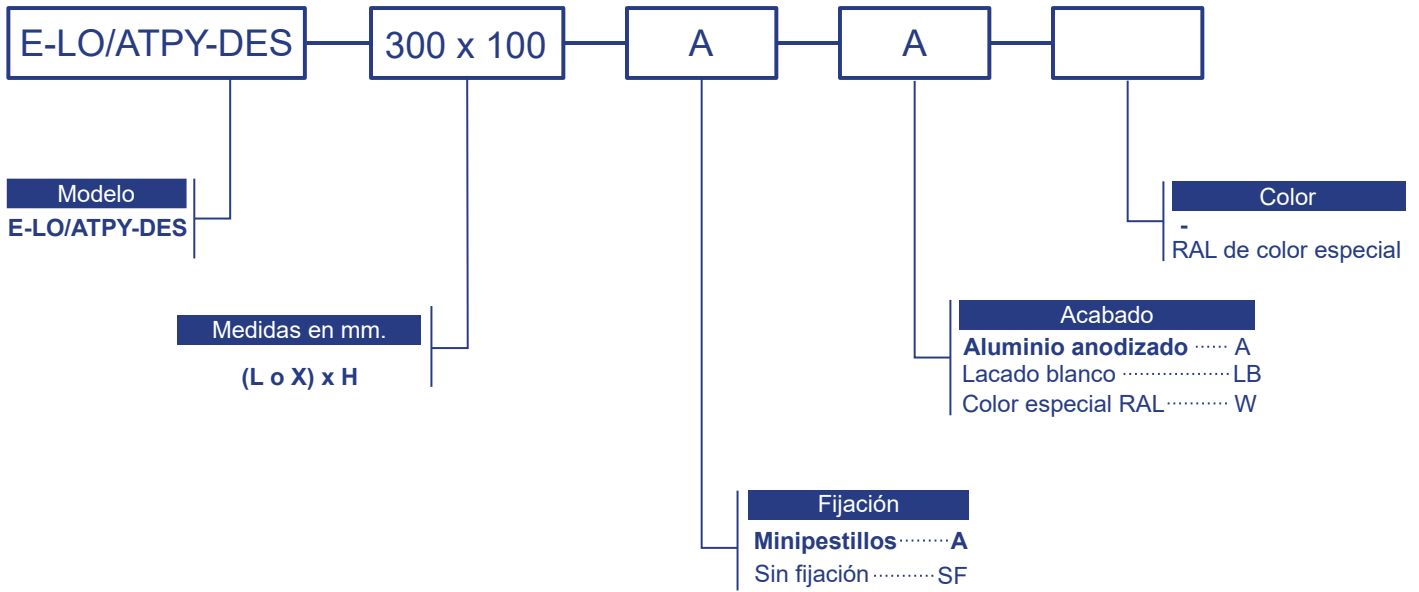 E-LO/ATPY-DES
300 x 100
A
A
Modelo
E-LO/ATPY-DES
Color
-
RAL de color especial
Medidas en mm.
(L o X) x H
Acabado
Aluminio anodizado ...... A
Lacado blanco .................... LB
Color especial RAL ........... W
Fijación
Minipestillos ......... A
Sin fijación ........... SF